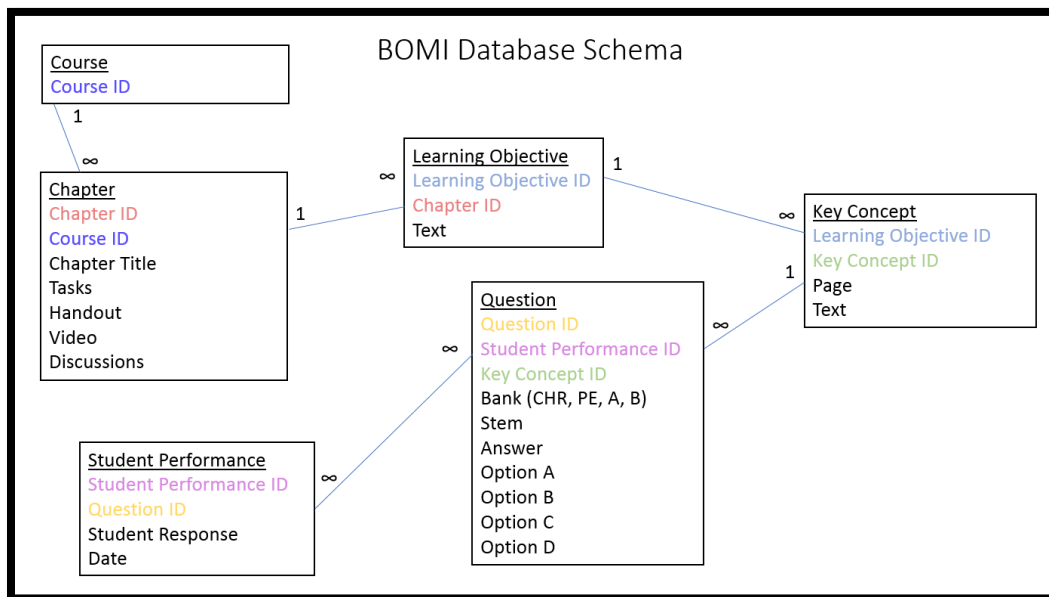 BOMI Database Schema
Course
Course ID
1
∞
Chapter
Chapter ID
Course ID
Chapter Title
Tasks
Handout
Video
Discussions
1
∞
Learning Objective
Learning Objective ID
Chapter ID
Text
1
∞
Key Concept
Learning Objective ID
Key Concept ID
Page
Text
1
∞
Question
Question ID
Student Performance ID
Key Concept ID
Bank (CHR, PE, A, B)
Stem
Answer
Option A
Option B
Option C
Option D
∞
∞
Student Performance
Student Performance ID
Question ID
Student Response
Date